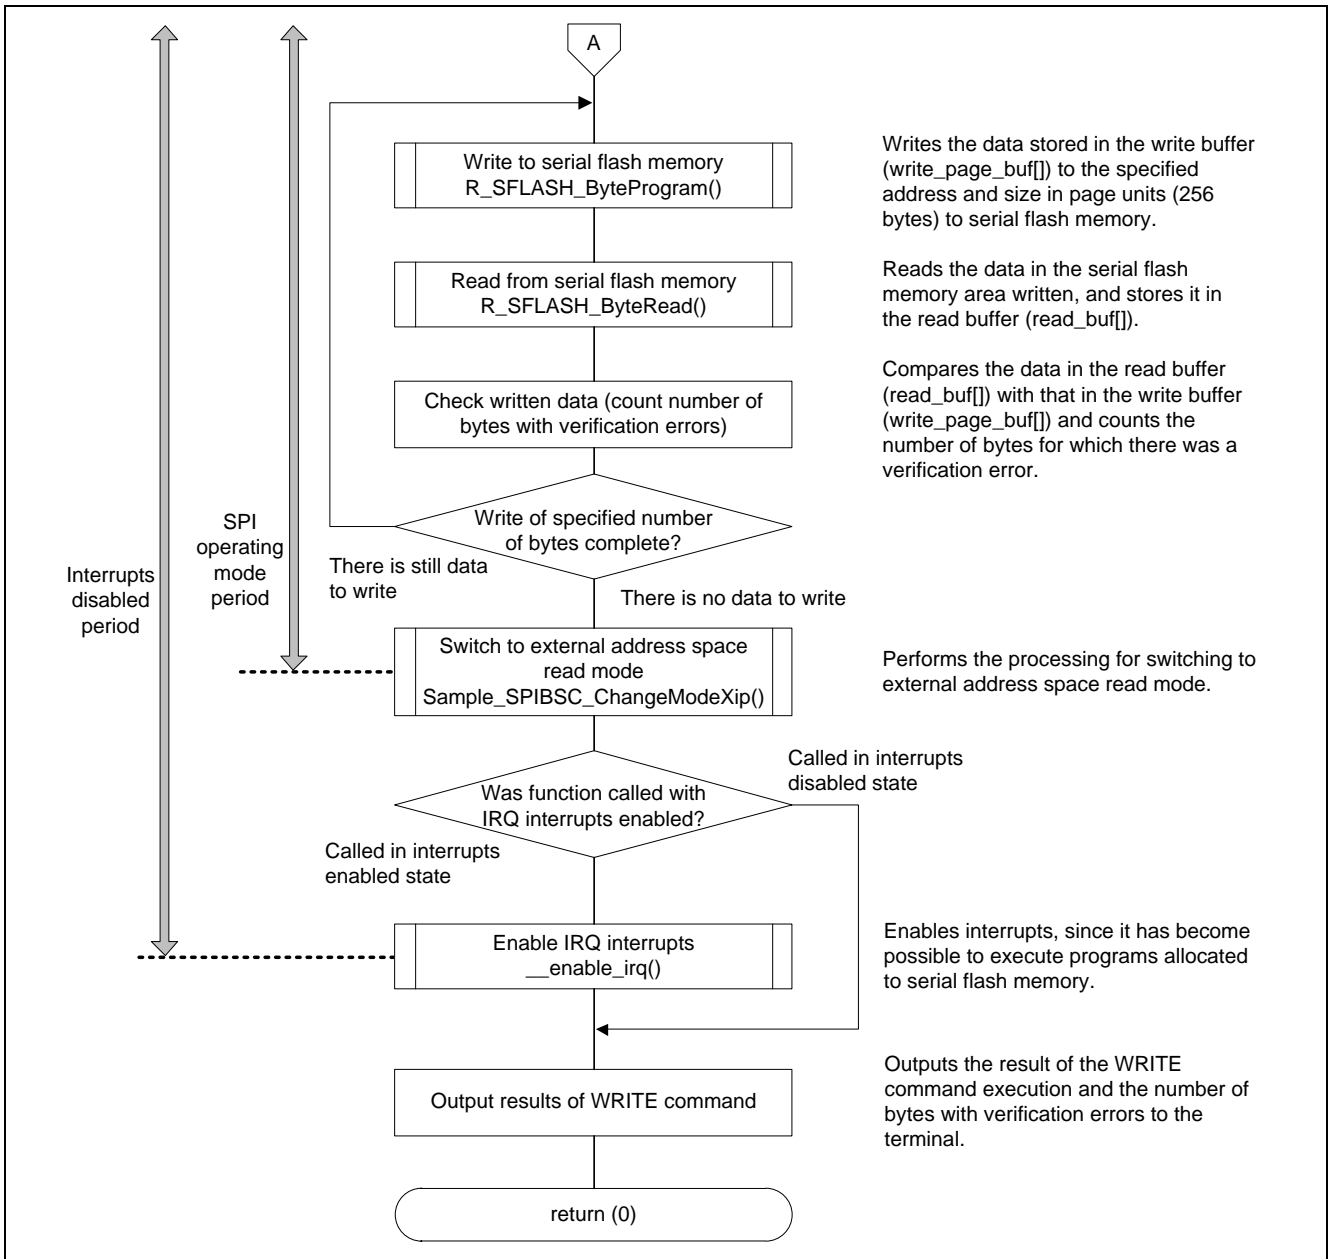 A
Write to serial flash memory
R_SFLASH_ByteProgram()
Writes the data stored in the write buffer
(write_page_buf[]) to the specified
address and size in page units (256
bytes) to serial flash memory.
Read from serial flash memory
R_SFLASH_ByteRead()
Reads the data in the serial flash
memory area written, and stores it in
the read buffer (read_buf[]).
Check written data (count number of
bytes with verification errors)
Compares the data in the read buffer
(read_buf[]) with that in the write buffer
(write_page_buf[]) and counts the
number of bytes for which there was a
verification error.
Write of specified number
of bytes complete?
SPI
operating
mode
period
Interrupts
disabled
period
There is still data
to write
There is no data to write
Switch to external address space
read mode
Sample_SPIBSC_ChangeModeXip()
Performs the processing for switching to
external address space read mode.
Called in interrupts
disabled state
Was function called with
IRQ interrupts enabled?
Called in interrupts
enabled state
Enable IRQ interrupts
__enable_irq()
Enables interrupts, since it has become
possible to execute programs allocated
to serial flash memory.
Output results of WRITE command
Outputs the result of the WRITE
command execution and the number of
bytes with verification errors to the
terminal.
return (0)